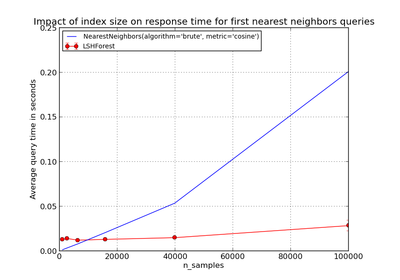 Impact of index size on response time for first nearest neighbors queries
0.25
NearestNeighbors(algorithm='brute', metric='cosine')
LSHForest
0.20
0.15
0.10
0.05
0.00
Average query time in seconds
0 20000 40000 60000 80000 100000
n_samples